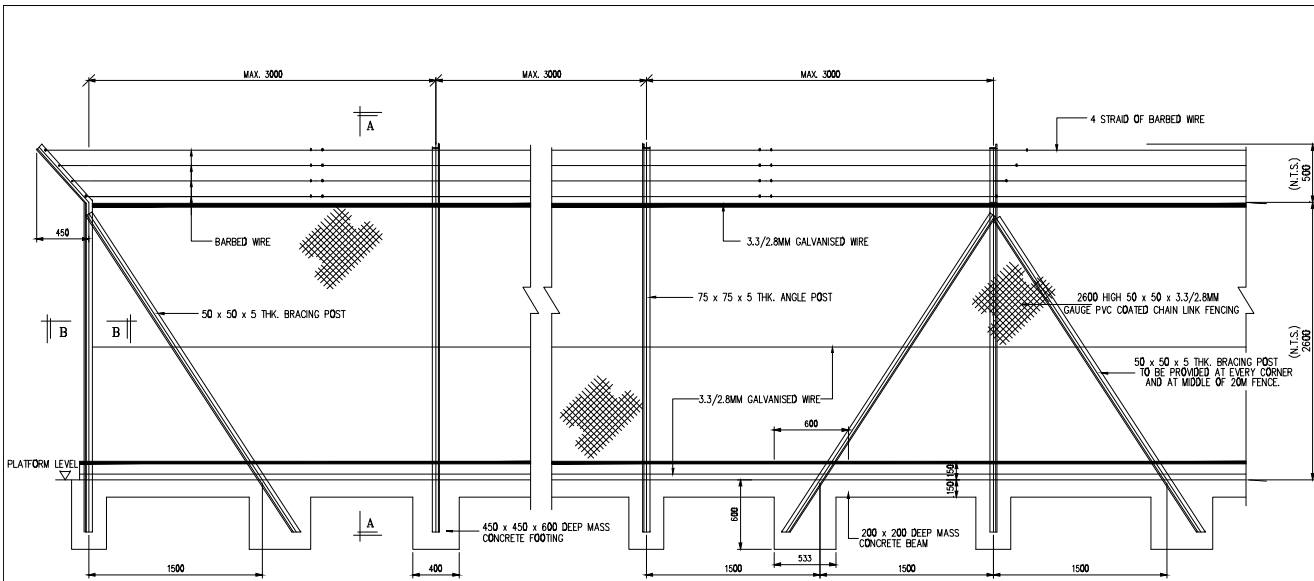 MAX. 3000
MAX. 3000
MAX. 3000
A
4 STRAID OF BARBED WIRE
(N.T.S.)
500
450
BARBED WIRE
3.3/2.8MM GALVANISED WIRE
50 x 50 x 5 THK. BRACING POST
75 x 75 x 5 THK. ANGLE POST
2600 HIGH 50 x 50 x 3.3/2.8MM
GAUGE PVC COATED CHAIN LINK FENCING
B
B
(N.T.S.)
2600
50 x 50 x 5 THK. BRACING POST
TO BE PROVIDED AT EVERY CORNER
AND AT MIDDLE OF 20M FENCE.
3.3/2.8MM GALVANISED WIRE
600
PLATFORM LEVEL
150
150
600
A
450 x 450 x 600 DEEP MASS
CONCRETE FOOTING
200 x 200 DEEP MASS
CONCRETE BEAM
533
1500
400
1500
1500
1500